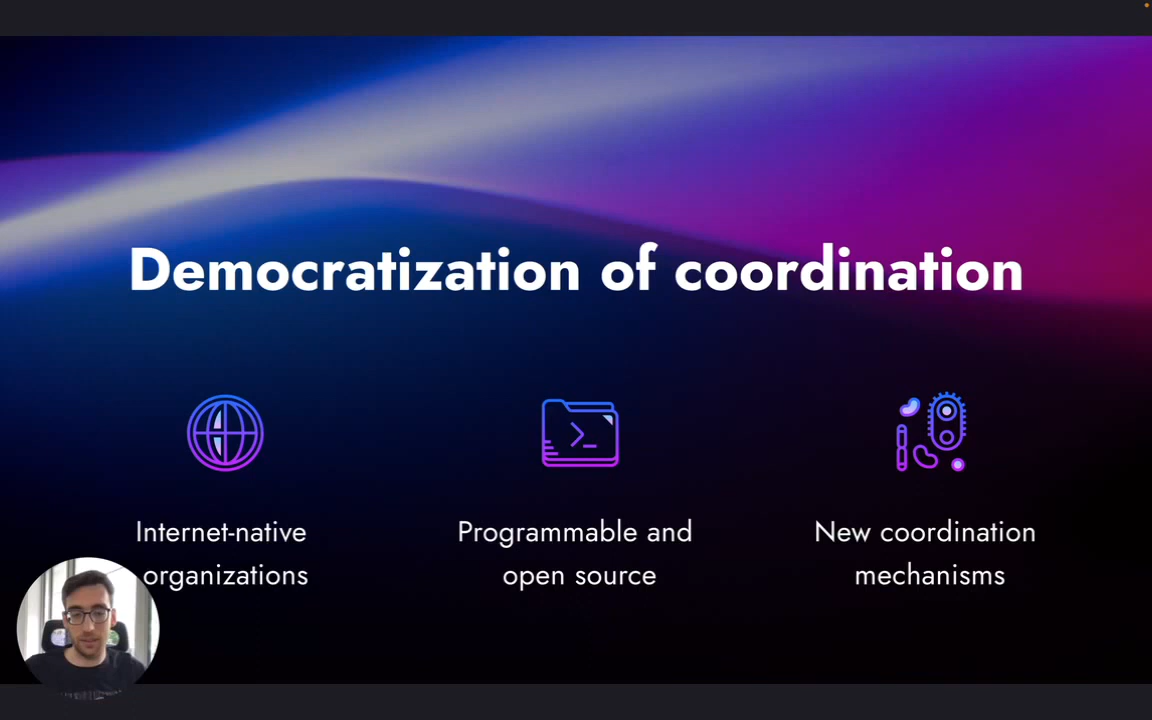 Democratization of coordination
Internet-native
organizations
Programmable and
open source
New coordination
mechanisms